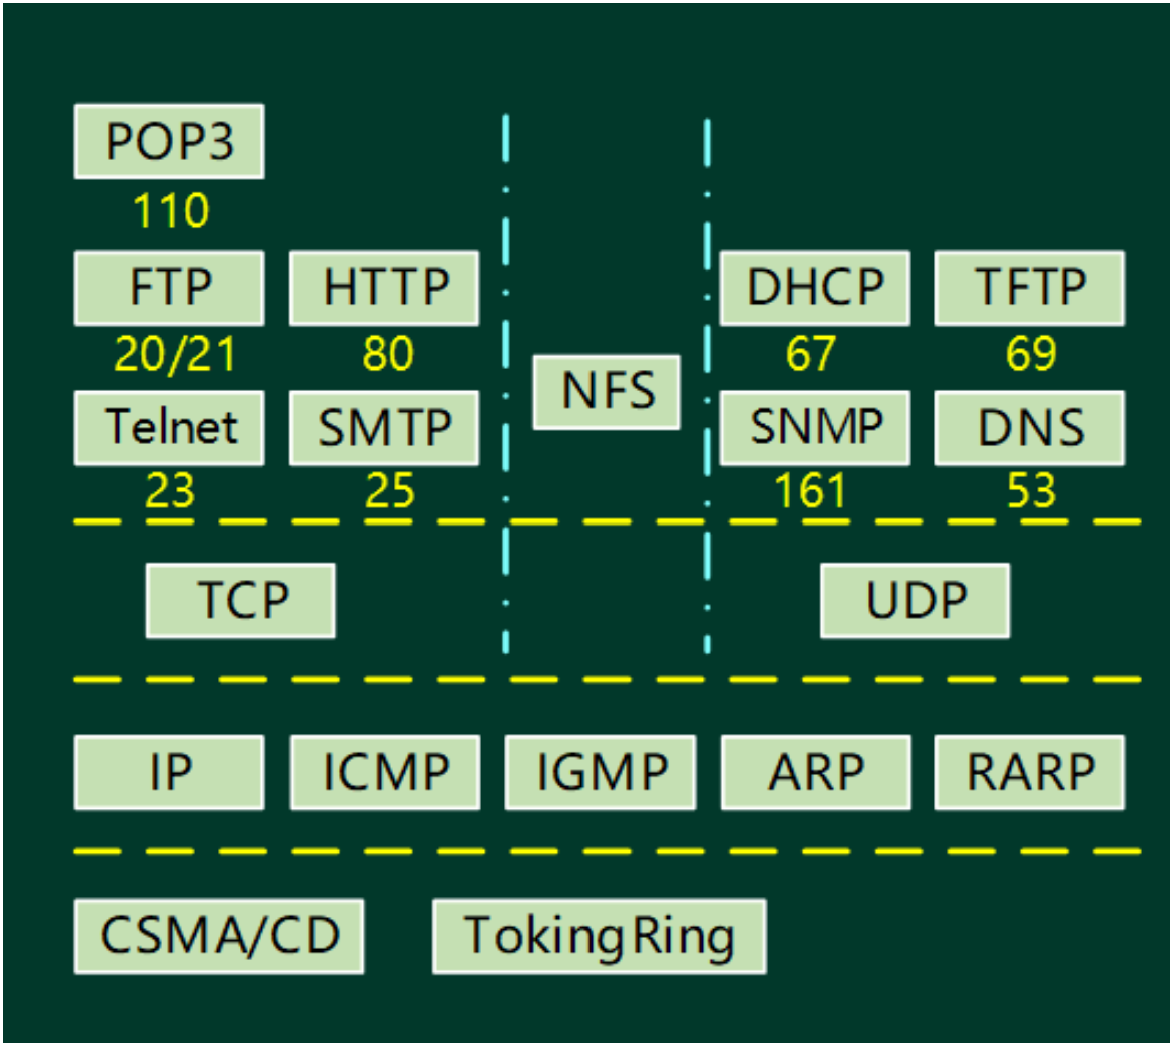 POP3
110
FTP HTTP DHCP TFTP
20/21 80 67 69
NFS
Telnet SMTP SNMP DNS
23 25 161 53
TCP UDP
IP ICMP IGMP ARP RARP
CSMA/CD TokingRing